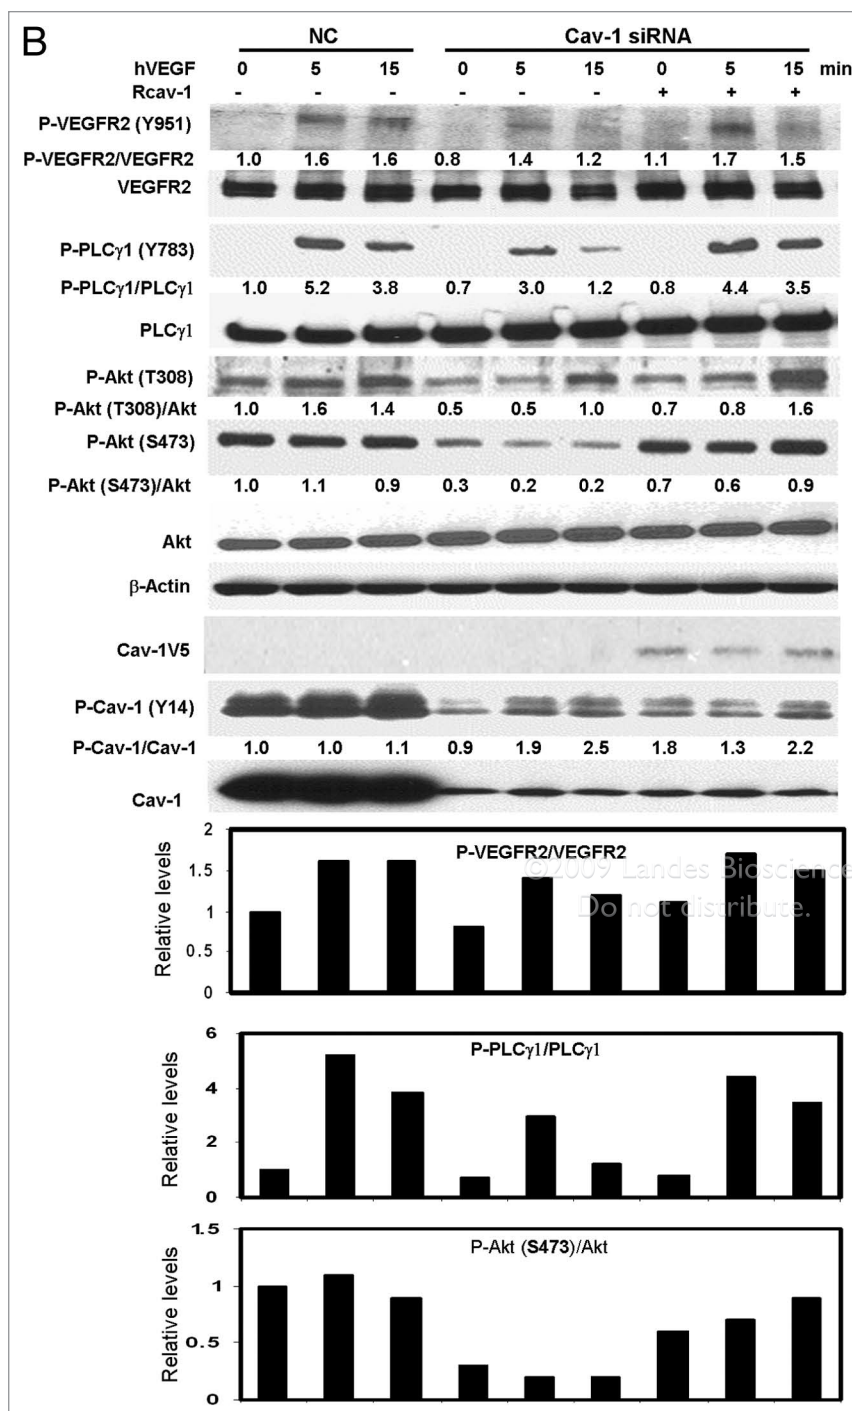 B
NC Cav-1 siRNA
hVEGF 0 5 15 0 5 15 0 5 15 min
Rcav-1 - - - - - - + + +
P-VEGFR2 (Y951)
P-VEGFR2/VEGFR2 1.0 1.6 1.6 0.8 1.4 1.2 1.1 1.7 1.5
VEGFR2
P-PLCγ1 (Y783)
P-PLCγ1/PLCγ1 1.0 5.2 3.8 0.7 3.0 1.2 0.8 4.4 3.5
PLCγ1
P-Akt (T308)
P-Akt (T308)/Akt 1.0 1.6 1.4 0.5 0.5 1.0 0.7 0.8 1.6
P-Akt (S473)
P-Akt (S473)/Akt 1.0 1.1 0.9 0.3 0.2 0.2 0.7 0.6 0.9
Akt
β-Actin
Cav-1V5
P-Cav-1 (Y14)
P-Cav-1/Cav-1 1.0 1.0 1.1 0.9 1.9 2.5 1.8 1.3 2.2
Cav-1
P-VEGFR2/VEGFR2
©2009 Landes Bioscience
Do not distribute.
Relative levels
2
1.5
1
0.5
0
P-PLCγ1/PLCγ1
Relative levels
6
4
2
0
P-Akt (S473)/Akt
Relative levels
1.5
1
0.5
0